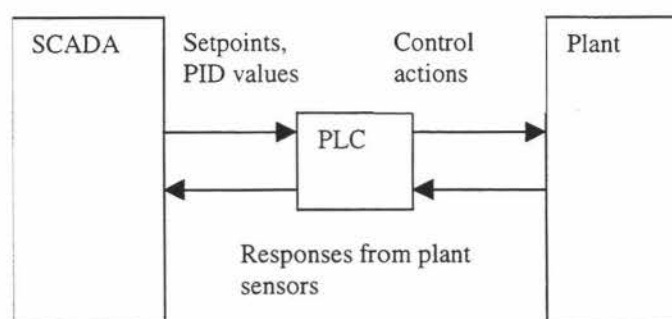 SCADA
Setpoints,
PID values
Control
actions
Plant
PLC
Responses from plant
sensors